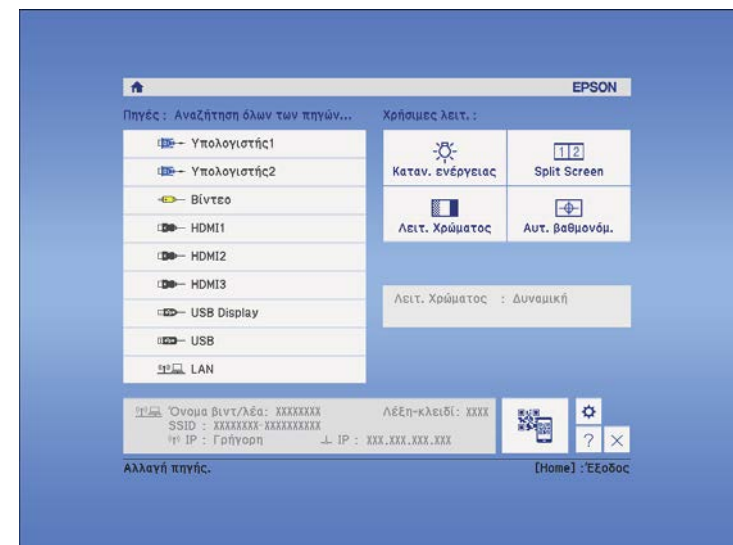 EPSON
Πηγές : Αναζήτηση όλων των πηγών...
Υπολογιστής1
Υπολογιστής2
Βίντεο
HDMI1
HDMI2
HDMI3
USB Display
USB
LAN
Χρήσιμες λειτ. :
Καταν. ενέργειας
1 2
Split Screen
Λειτ. Χρώματος
Αυτ. βαθμονόμ.
Λειτ. Χρώματος : Δυναμική
Όνομα βιντ/λέα: XXXXXXXX
Λέξη-κλειδί: XXXX
SSID : XXXXXXXX-XXXXXXXXXX
IP : Γρήγορη
IP : XXX.XXX.XXX.XXX
?
Αλλαγή πηγής.
[Home] :Έξοδος